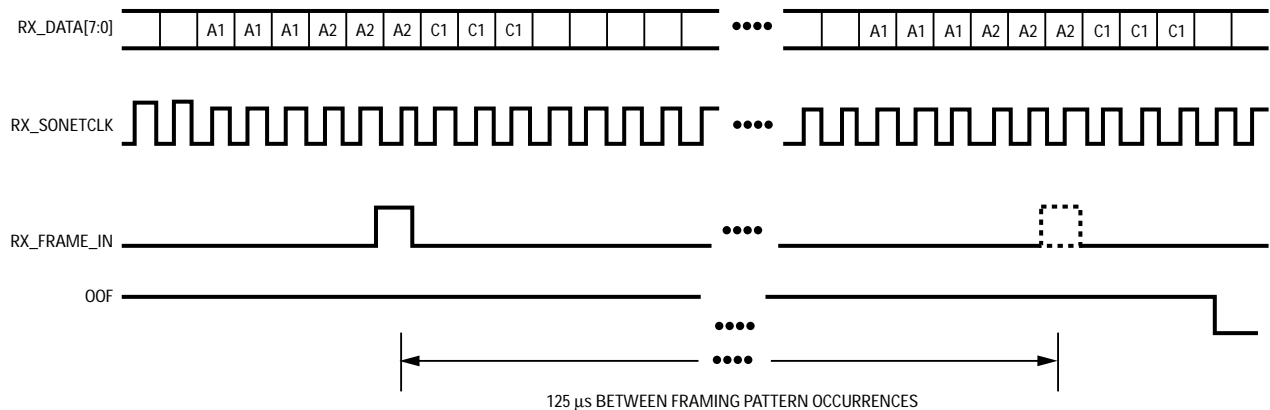 RX_DATA[7:0] A1 A1 A1 A2 A2 A2 C1 C1 C1 A1 A1 A1 A2 A2 A2 C1 C1 C1
RX_SONETCLK
RX_FRAME_IN
OOF
125 µs BETWEEN FRAMING PATTERN OCCURRENCES